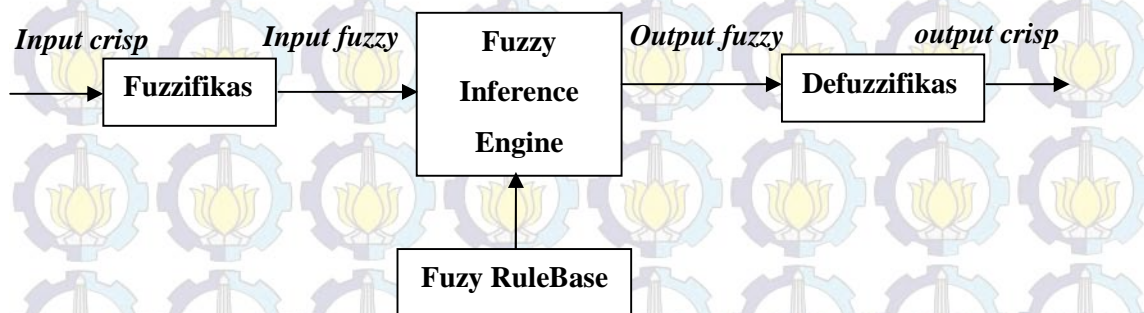 Input crisp
Fuzzifikas
Input fuzzy
Fuzzy
Inference
Engine
Output fuzzy
Defuzzifikas
output crisp
Fuzy RuleBase